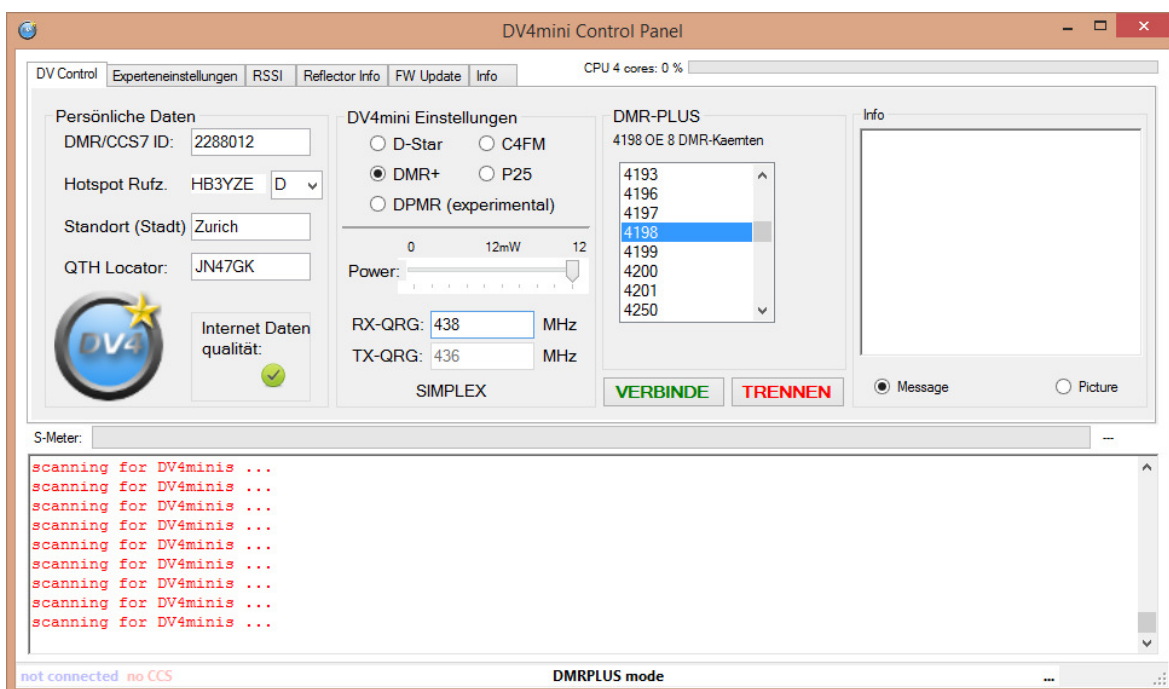 DV4mini Control Panel
DV Control
Experteneinstellungen
RSSI
Reflector Info
FW Update
Info
CPU 4 cores: 0 %
Persönliche Daten
DMR/CCS7 ID: 2288012
Hotspot Rufz. HB3YZE D
Standort (Stadt) Zurich
QTH Locator: JN47GK
DV4
Internet Daten
qualität:
DV4mini Einstellungen
D-Star
C4FM
DMR+
P25
DPMR (experimental)
0 12mW 12
Power:
RX-QRG: 438 MHz
TX-QRG: 436 MHz
SIMPLEX
DMR-PLUS
4198 OE 8 DMR-Kaernten
4193
4196
4197
4198
4199
4200
4201
4250
VERBINDE
TRENNEN
Info
Message
Picture
S-Meter:
---
scanning for DV4minis ...
scanning for DV4minis ...
scanning for DV4minis ...
scanning for DV4minis ...
scanning for DV4minis ...
scanning for DV4minis ...
scanning for DV4minis ...
scanning for DV4minis ...
scanning for DV4minis ...
not connected no CCS
DMRPLUS mode
...